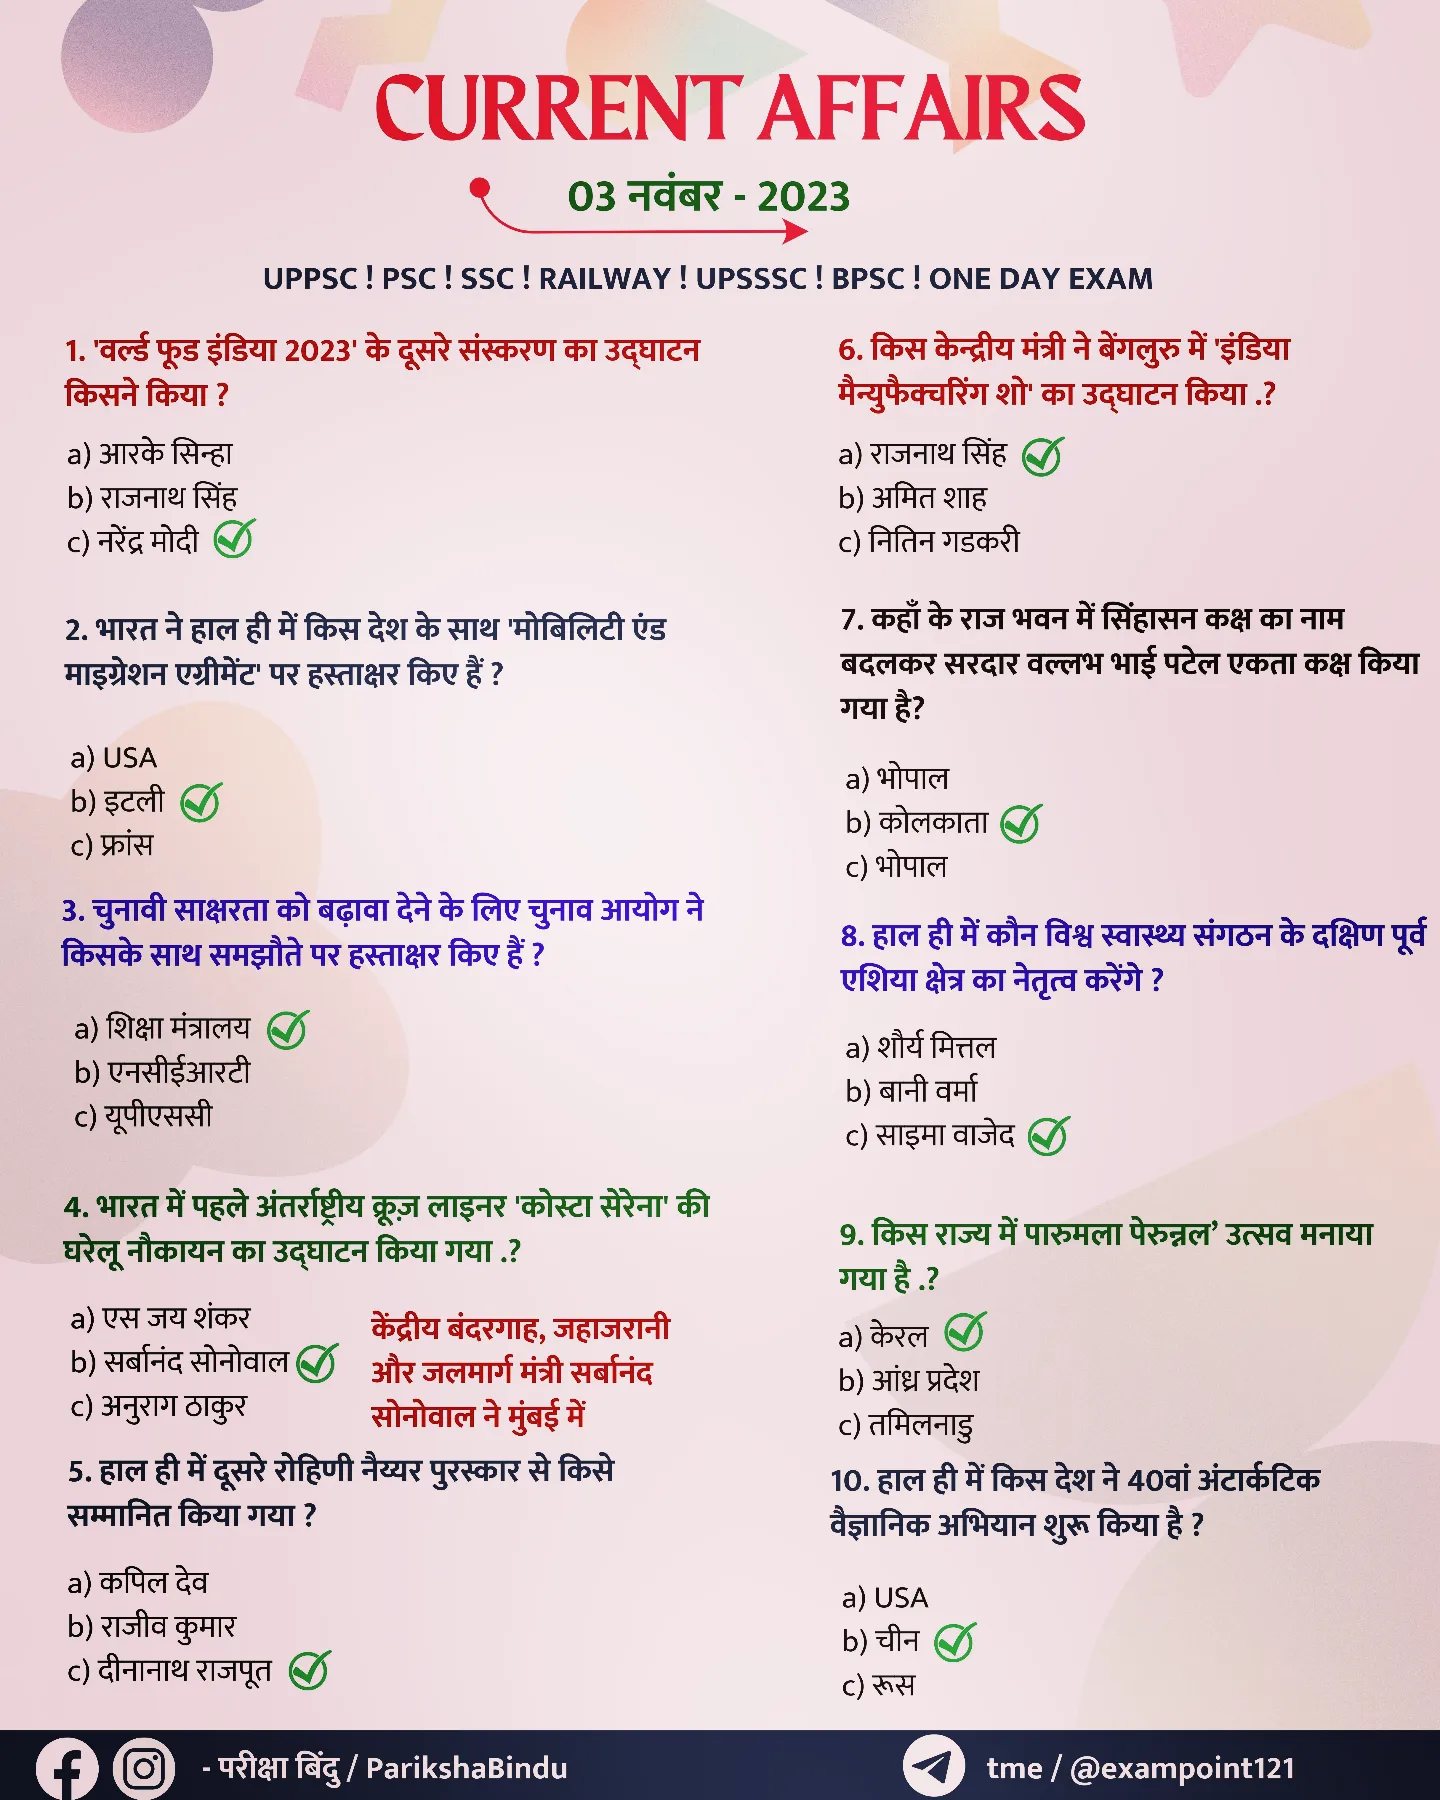 CURRENT AFFAIRS
03 नवंबर - 2023
UPPSC ! PSC ! SSC ! RAILWAY ! UPSSSC ! BPSC ! ONE DAY EXAM
1. 'वर्ल्ड फूड इंडिया 2023' के दूसरे संस्करण का उद्घाटन
किसने किया ?
a) आरके सिन्हा
b) राजनाथ सिंह
c) नरेंद्र मोदी
2. भारत ने हाल ही में किस देश के साथ 'मोबिलिटी एंड
माइग्रेशन एग्रीमेंट' पर हस्ताक्षर किए हैं ?
a) USA
b) इटली
c) फ्रांस
3. चुनावी साक्षरता को बढ़ावा देने के लिए चुनाव आयोग ने
किसके साथ समझौते पर हस्ताक्षर किए हैं ?
a) शिक्षा मंत्रालय
b) एनसीईआरटी
c) यूपीएससी
4. भारत में पहले अंतर्राष्ट्रीय क्रूज़ लाइनर 'कोस्टा सेरेना' की
घरेलू नौकायन का उद्घाटन किया गया .?
a) एस जय शंकर
b) सर्बानंद सोनोवाल
c) अनुराग ठाकुर
केंद्रीय बंदरगाह, जहाजरानी
और जलमार्ग मंत्री सर्बानंद
सोनोवाल ने मुंबई में
5. हाल ही में दूसरे रोहिणी नैय्यर पुरस्कार से किसे
सम्मानित किया गया ?
a) कपिल देव
b) राजीव कुमार
c) दीनानाथ राजपूत
6. किस केन्द्रीय मंत्री ने बेंगलुरु में 'इंडिया
मैन्युफैक्चरिंग शो' का उद्घाटन किया .?
a) राजनाथ सिंह
b) अमित शाह
c) नितिन गडकरी
7. कहाँ के राज भवन में सिंहासन कक्ष का नाम
बदलकर सरदार वल्लभ भाई पटेल एकता कक्ष किया
गया है?
a) भोपाल
b) कोलकाता
c) भोपाल
8. हाल ही में कौन विश्व स्वास्थ्य संगठन के दक्षिण पूर्व
एशिया क्षेत्र का नेतृत्व करेंगे ?
a) शौर्य मित्तल
b) बानी वर्मा
c) साइमा वाजेद
9. किस राज्य में पारुमला पेरुन्नल’ उत्सव मनाया
गया है .?
a) केरल
b) आंध्र प्रदेश
c) तमिलनाडु
10. हाल ही में किस देश ने 40वां अंटार्कटिक
वैज्ञानिक अभियान शुरू किया है ?
a) USA
b) चीन
c) रूस
- परीक्षा बिंदु / ParikshaBindu
tme / @exampoint121